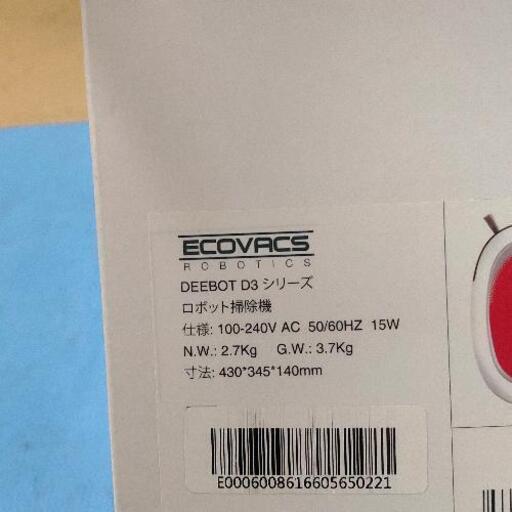 ECOVACS
ROBOTICS
DEEBOT D3 シリーズ
ロボット掃除機
仕様: 100-240V AC 50/60HZ 15W
N.W.: 2.7Kg G.W.: 3.7Kg
寸法: 430*345*140mm
E0006008616605650221